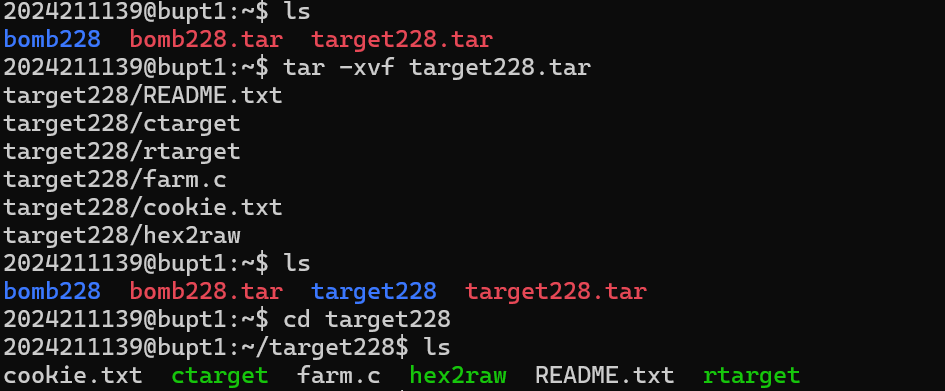 2024211139@bupt1:~$ ls
bomb228  bomb228.tar  target228.tar
2024211139@bupt1:~$ tar -xvf target228.tar
target228/README.txt
target228/ctarget
target228/rtarget
target228/farm.c
target228/cookie.txt
target228/hex2raw
2024211139@bupt1:~$ ls
bomb228  bomb228.tar  target228  target228.tar
2024211139@bupt1:~$ cd target228
2024211139@bupt1:~/target228$ ls
cookie.txt  ctarget  farm.c  hex2raw  README.txt  rtarget